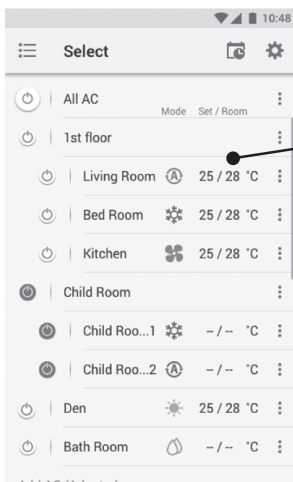 10:48
Select
All AC
Mode Set / Room
1st floor
Living Room A 25 / 28 °C
Bed Room 25 / 28 °C
Kitchen 25 / 28 °C
Child Room
Child Roo...1 -- / -- °C
Child Roo...2 A -- / -- °C
Den 25 / 28 °C
Bath Room -- / -- °C